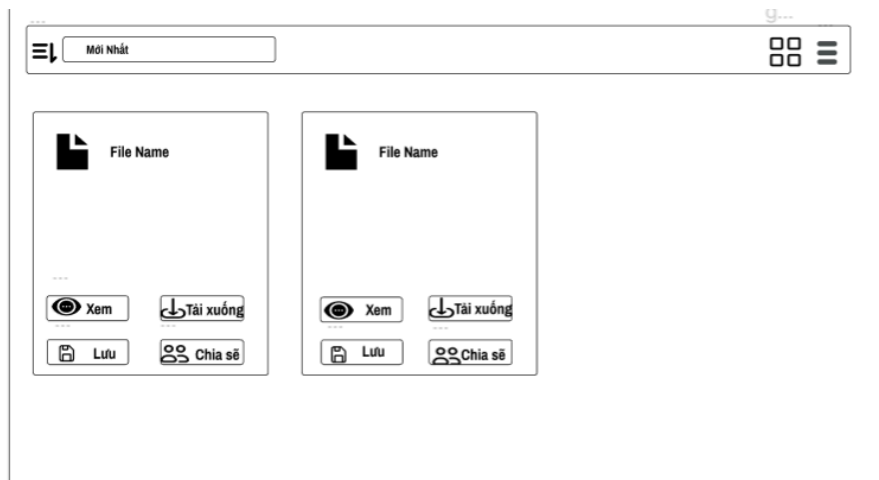 g...
Mới Nhất
File Name
File Name
Xem
Tải xuống
Xem
Tải xuống
Lưu
Chia sẽ
Lưu
Chia sẽ